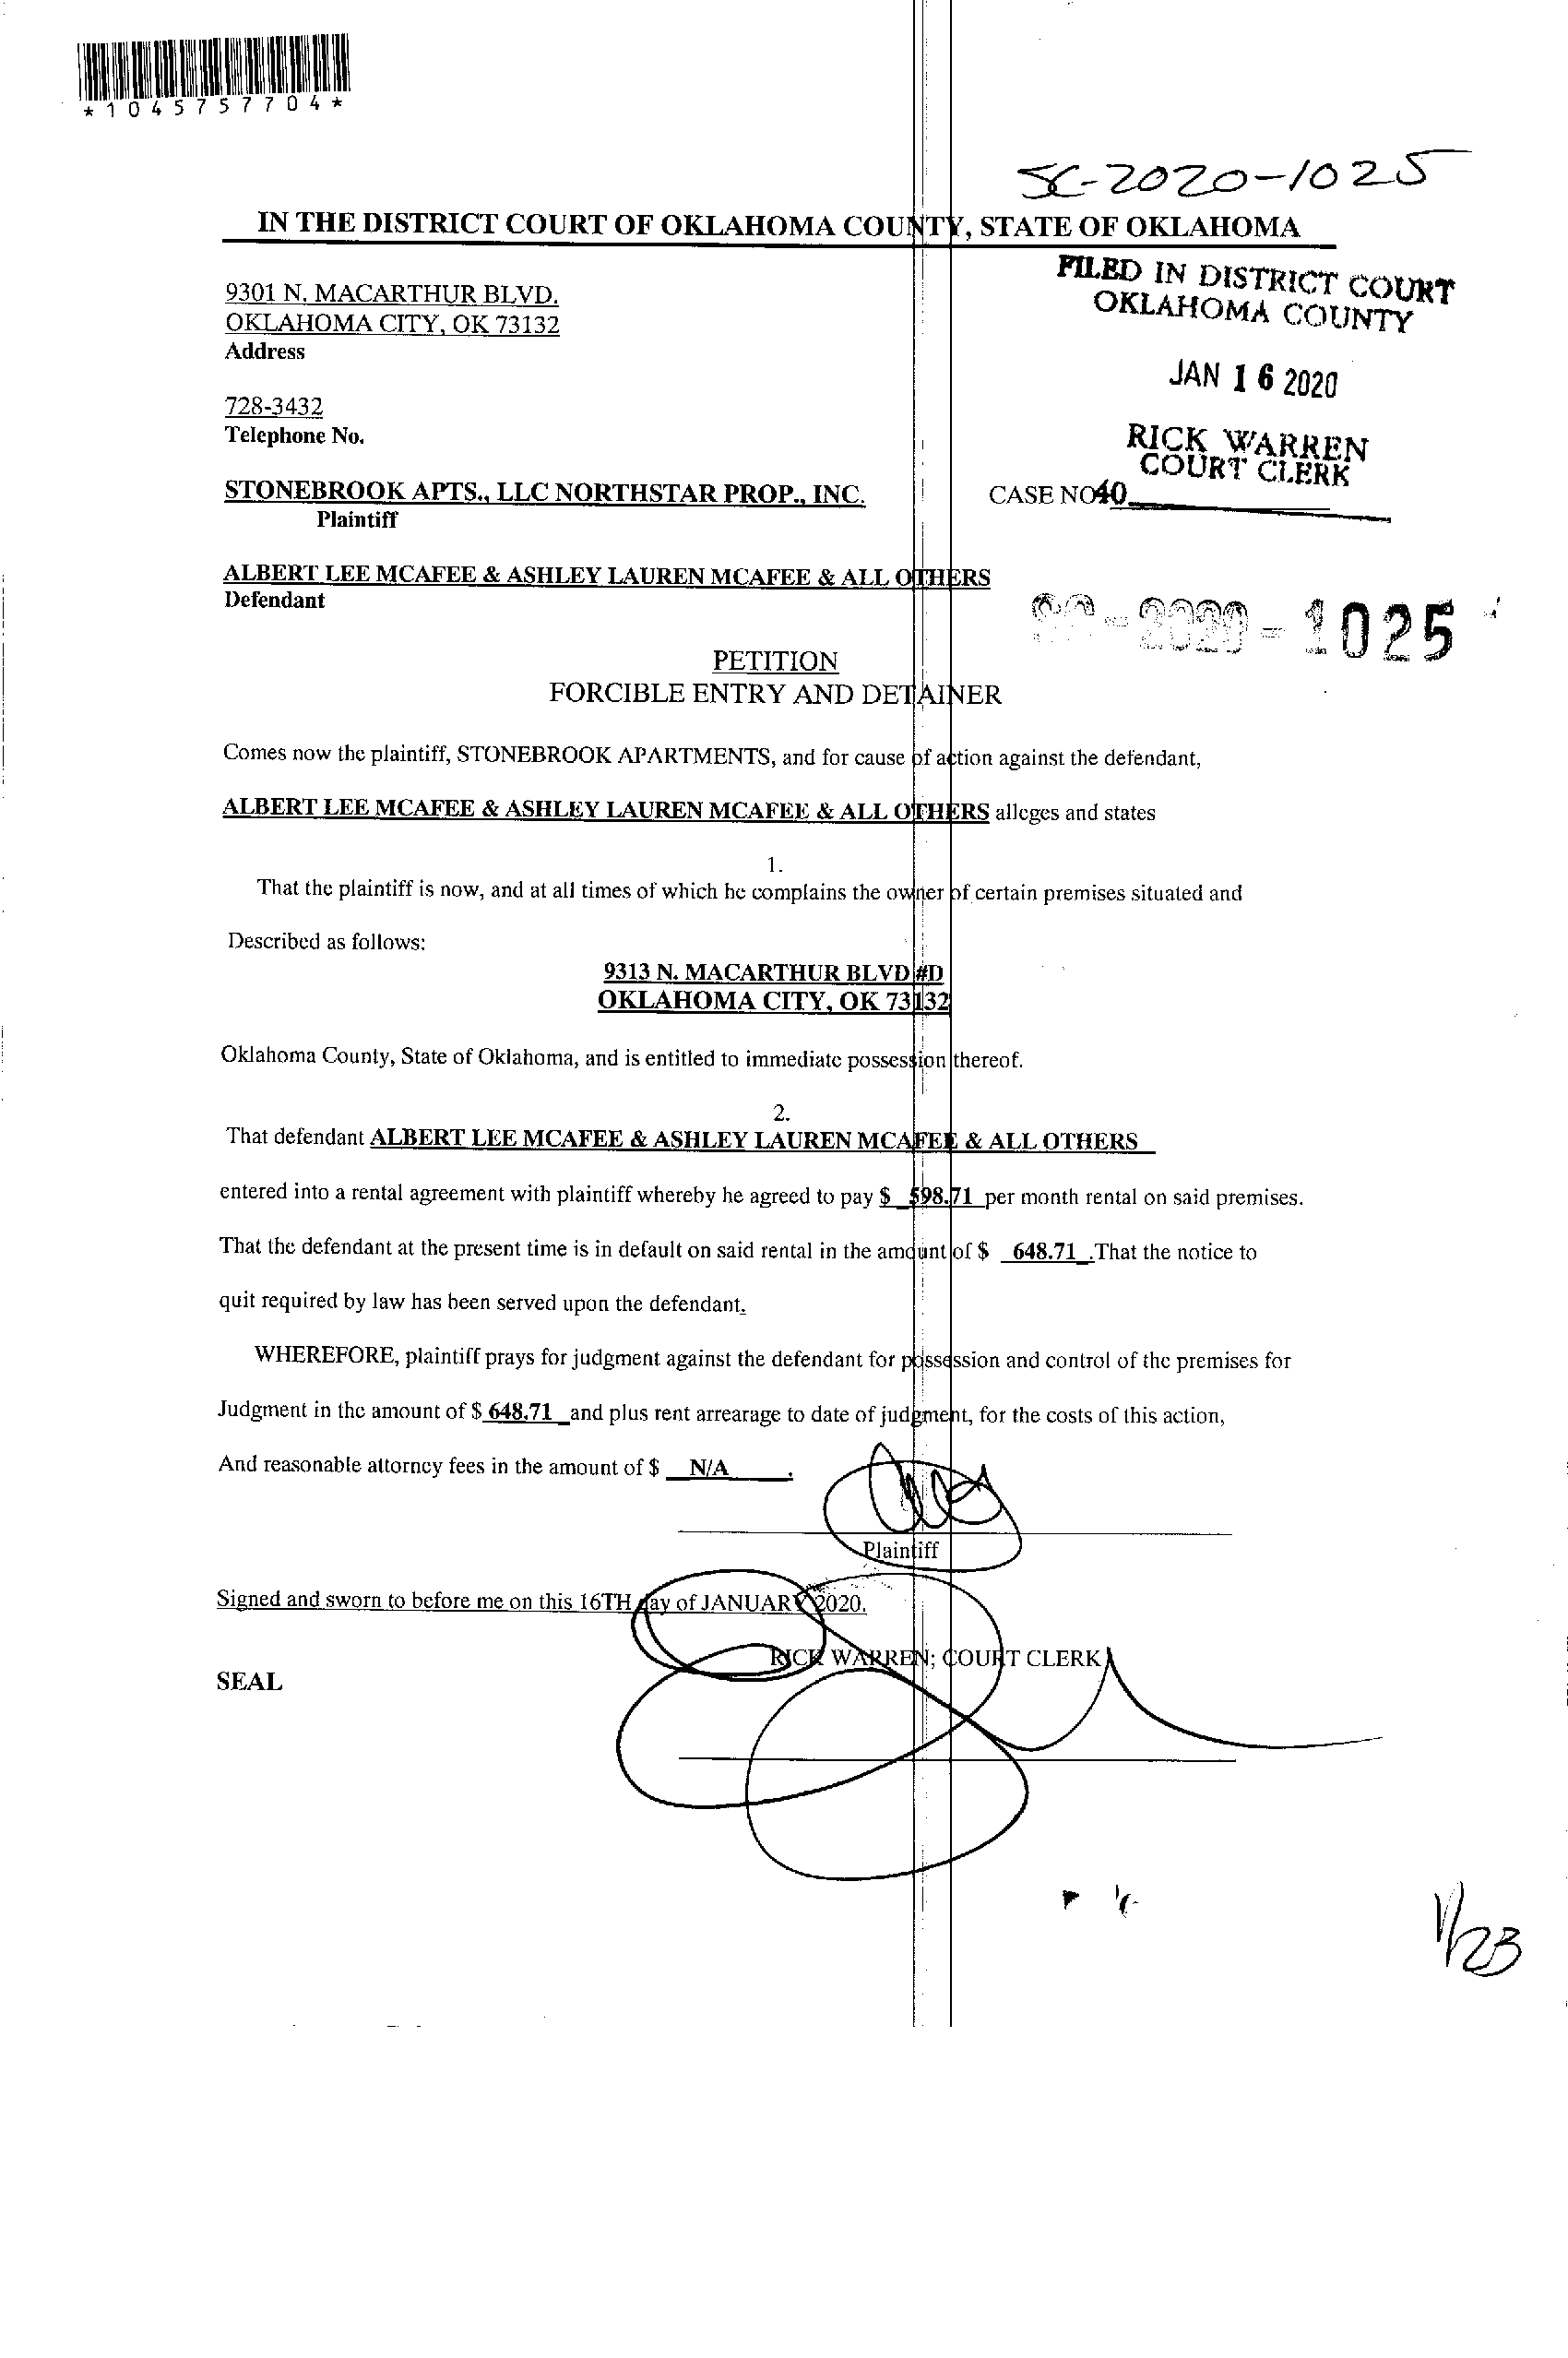 *1045757704*
SC-2020-1025
IN THE DISTRICT COURT OF OKLAHOMA COUNTY, STATE OF OKLAHOMA
FILED IN DISTRICT COURT
OKLAHOMA COUNTY
9301 N. MACARTHUR BLVD.
OKLAHOMA CITY, OK 73132
Address
JAN 16 2020
728-3432
Telephone No.
RICK WARREN
COURT CLERK
STONEBROOK APTS., LLC NORTHSTAR PROP., INC.
CASE NO 40
Plaintiff
ALBERT LEE MCAFEE & ASHLEY LAUREN MCAFEE & ALL OTHERS
Defendant
SC-2020-1025
PETITION
FORCIBLE ENTRY AND DETAINER
Comes now the plaintiff, STONEBROOK APARTMENTS, and for cause of action against the defendant,
ALBERT LEE MCAFEE & ASHLEY LAUREN MCAFEE & ALL OTHERS alleges and states
1.
That the plaintiff is now, and at all times of which he complains the owner of certain premises situated and
Described as follows:
9313 N. MACARTHUR BLVD #D
OKLAHOMA CITY, OK 73132
Oklahoma County, State of Oklahoma, and is entitled to immediate possession thereof.
2.
That defendant ALBERT LEE MCAFEE & ASHLEY LAUREN MCAFEE & ALL OTHERS
entered into a rental agreement with plaintiff whereby he agreed to pay $ 598.71 per month rental on said premises.
That the defendant at the present time is in default on said rental in the amount of $ 648.71 .That the notice to
quit required by law has been served upon the defendant.
WHEREFORE, plaintiff prays for judgment against the defendant for possession and control of the premises for
Judgment in the amount of $ 648.71 and plus rent arrearage to date of judgment, for the costs of this action,
And reasonable attorney fees in the amount of $ N/A .
Plaintiff
Signed and sworn to before me on this 16TH day of JANUARY 2020.
RICK WARREN; COURT CLERK
SEAL
1/23